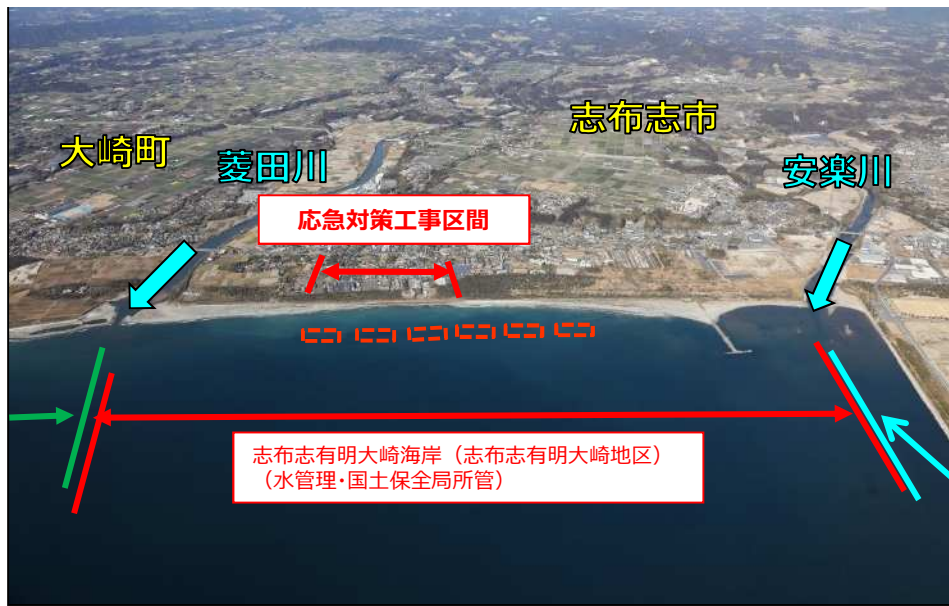 志布志市
大崎町
菱田川
安楽川
応急対策工事区間
志布志有明大崎海岸（志布志有明大崎地区）
（水管理・国土保全局所管）